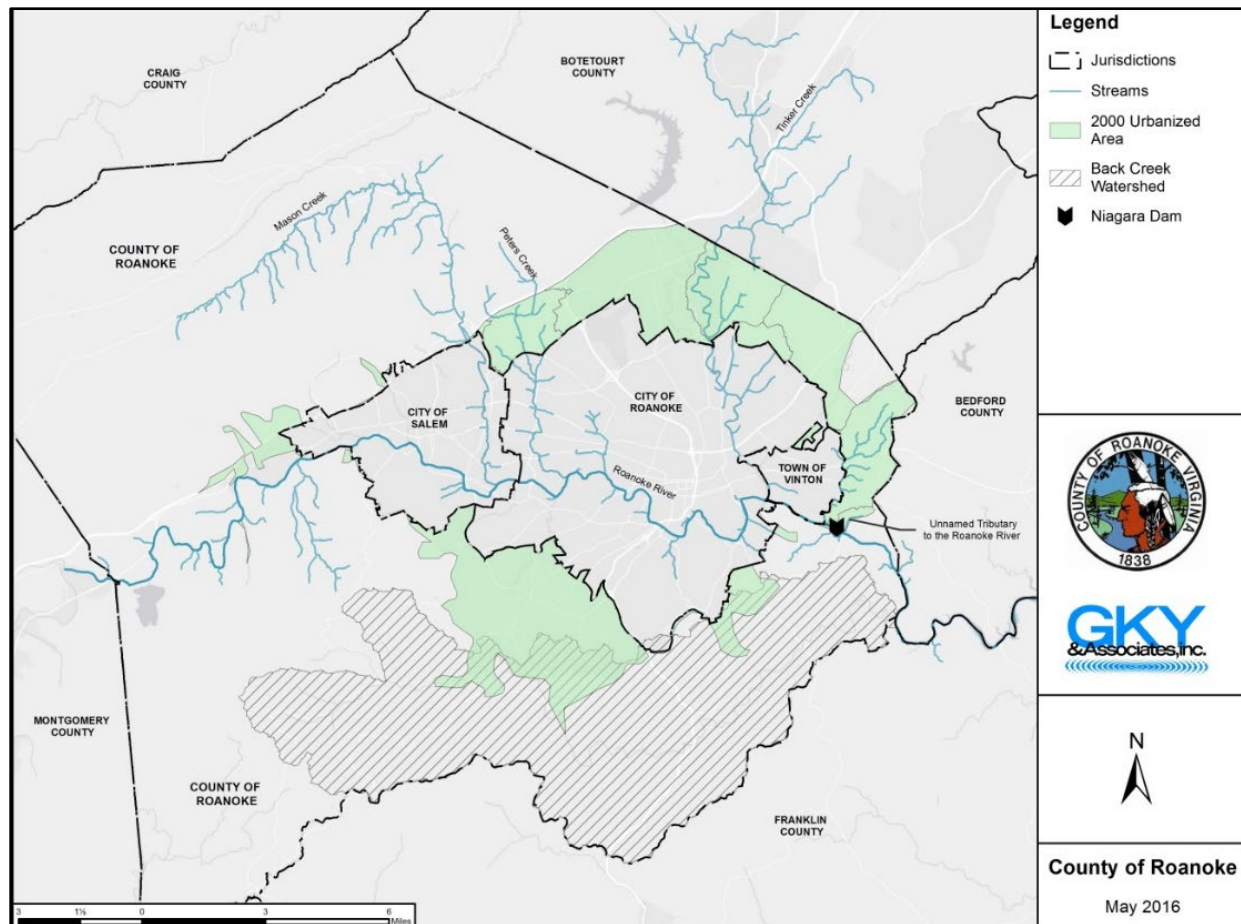 CRAIG
COUNTY
BOTETOURT
COUNTY
Tinker Creek
Mason Creek
Peters Creek
COUNTY OF
ROANOKE
CITY OF
SALEM
CITY OF
ROANOKE
BEDFORD
COUNTY
TOWN OF
VINTON
Roanoke River
Unnamed Tributary
to the Roanoke River
MONTGOMERY
COUNTY
COUNTY OF
ROANOKE
FRANKLIN
COUNTY
3 1½ 0 3 6
Miles
Legend
Jurisdictions
Streams
2000 Urbanized
Area
Back Creek
Watershed
Niagara Dam
COUNTY OF ROANOKE VIRGINIA
1838
GKY
&Associates,inc.
N
County of Roanoke
May 2016